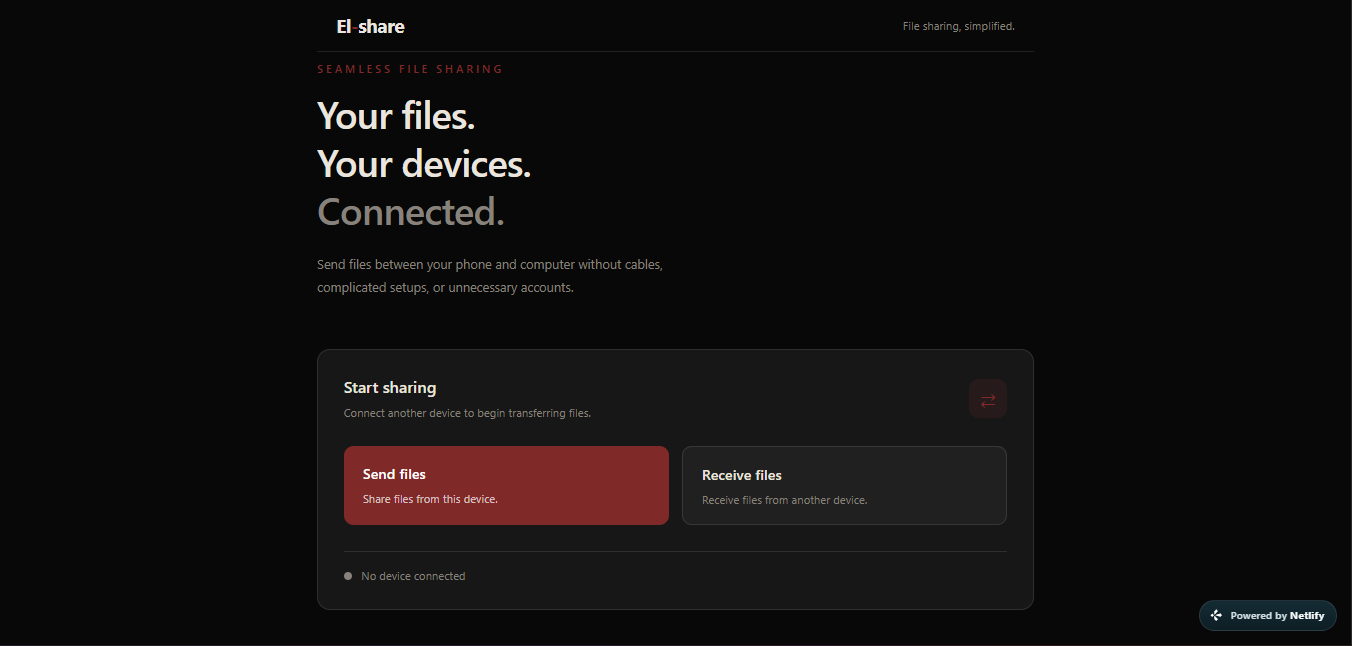 El-share
File sharing, simplified.
SEAMLESS FILE SHARING
Your files.
Your devices.
Connected.
Send files between your phone and computer without cables,
complicated setups, or unnecessary accounts.
Start sharing
Connect another device to begin transferring files.
Send files
Share files from this device.
Receive files
Receive files from another device.
No device connected
Powered by Netlify